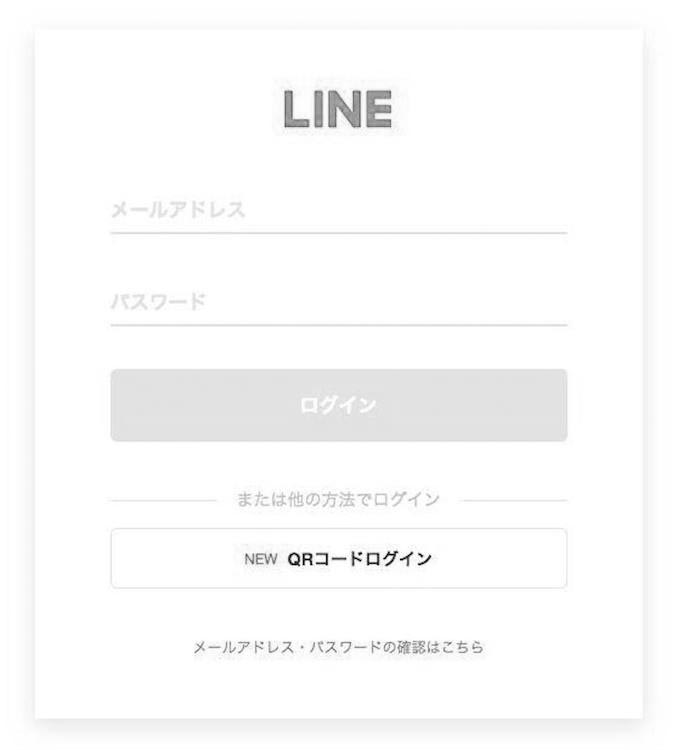 LINE
メールアドレス
パスワード
ログイン
または他の方法でログイン
NEW QRコードログイン
メールアドレス・パスワードの確認はこちら